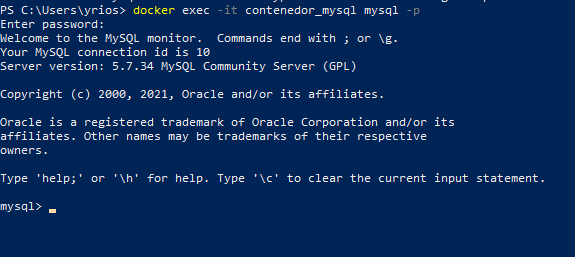 PS C:\Users\yrios> docker exec -it contenedor_mysql mysql -p
Enter password:
Welcome to the MySQL monitor.  Commands end with ; or \g.
Your MySQL connection id is 10
Server version: 5.7.34 MySQL Community Server (GPL)
Copyright (c) 2000, 2021, Oracle and/or its affiliates.
Oracle is a registered trademark of Oracle Corporation and/or its
affiliates. Other names may be trademarks of their respective
owners.
Type 'help;' or '\h' for help. Type '\c' to clear the current input statement.
mysql>